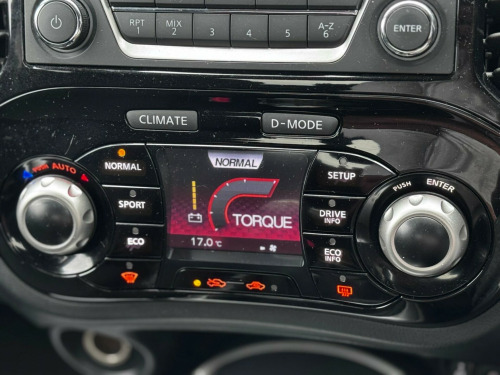 RPT 1 MIX 2 3 4 5 A-Z 6
ENTER
CLIMATE D-MODE
AUTO
NORMAL
SPORT
ECO
NORMAL
TORQUE
17.0°C
SETUP
DRIVE INFO
ECO INFO
PUSH ENTER